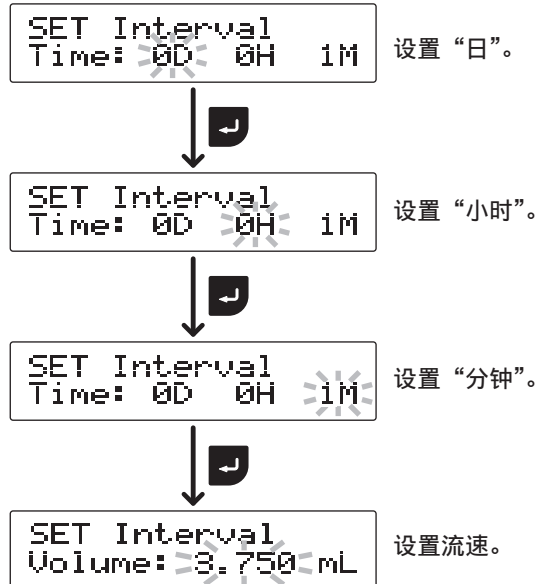 SET Interval
Time: 0D 0H 1M
设置“日”。
SET Interval
Time: 0D 0H 1M
设置“小时”。
SET Interval
Time: 0D 0H 1M
设置“分钟”。
SET Interval
Volume: 3.750 mL
设置流速。